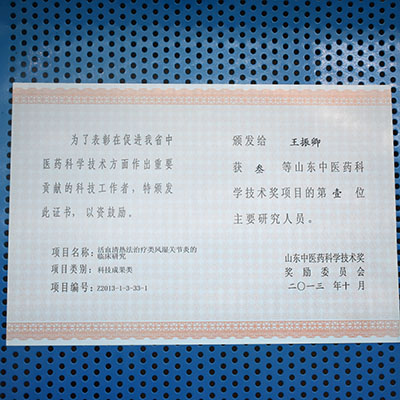 为了表彰在促进我省中
医药科学技术方面作出重要
贡献的科技工作者，特颁发
此证书，以资鼓励。
项目名称：活血清热法治疗类风湿关节炎的
临床研究
项目类别：科技成果类
项目编号：Z2013-1-3-33-1
颁发给 王振卿
获 叁 等山东中医药科
学技术奖项目的第 壹 位
主要研究人员。
山东中医药科学技术奖
奖励委员会
二〇一三年十月